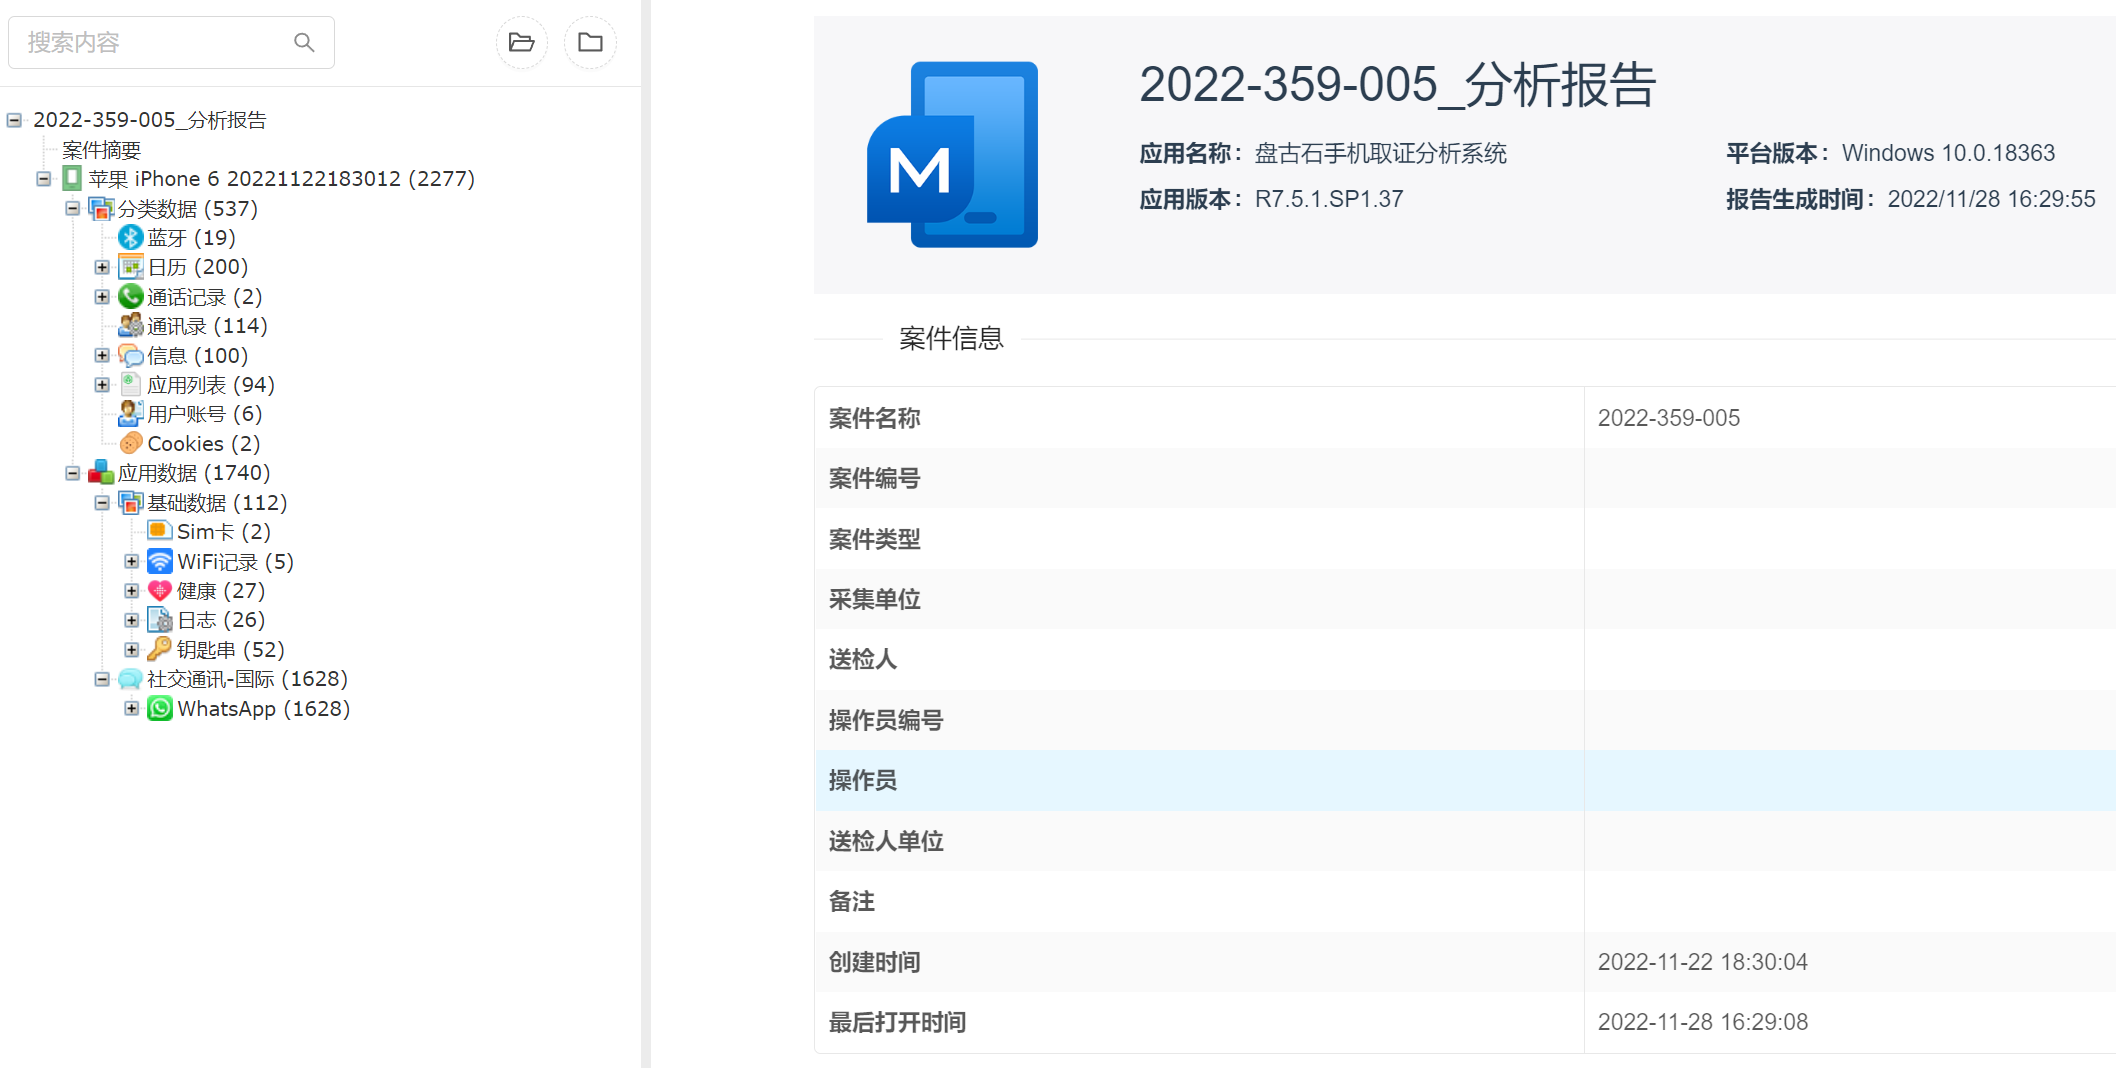 搜索内容
2022-359-005_分析报告
案件摘要
苹果 iPhone 6 20221122183012 (2277)
分类数据 (537)
蓝牙 (19)
日历 (200)
通话记录 (2)
通讯录 (114)
信息 (100)
应用列表 (94)
用户账号 (6)
Cookies (2)
应用数据 (1740)
基础数据 (112)
Sim卡 (2)
WiFi记录 (5)
健康 (27)
日志 (26)
钥匙串 (52)
社交通讯-国际 (1628)
WhatsApp (1628)
M
2022-359-005_分析报告
应用名称： 盘古石手机取证分析系统
平台版本： Windows 10.0.18363
应用版本： R7.5.1.SP1.37
报告生成时间： 2022/11/28 16:29:55
案件信息
案件名称 2022-359-005
案件编号
案件类型
采集单位
送检人
操作员编号
操作员
送检人单位
备注
创建时间 2022-11-22 18:30:04
最后打开时间 2022-11-28 16:29:08